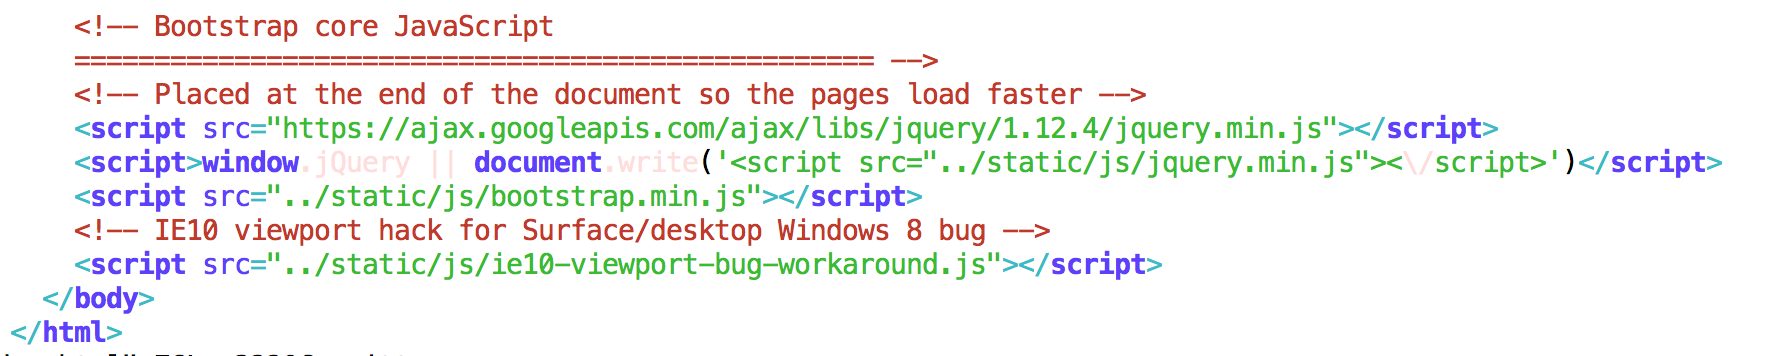 <!-- Bootstrap core JavaScript
================================================== -->
<!-- Placed at the end of the document so the pages load faster -->
<script src="https://ajax.googleapis.com/ajax/libs/jquery/1.12.4/jquery.min.js"></script>
<script>window.jQuery || document.write('<script src="../static/js/jquery.min.js"><\/script>')</script>
<script src="../static/js/bootstrap.min.js"></script>
<!-- IE10 viewport hack for Surface/desktop Windows 8 bug -->
<script src="../static/js/ie10-viewport-bug-workaround.js"></script>
</body>
</html>